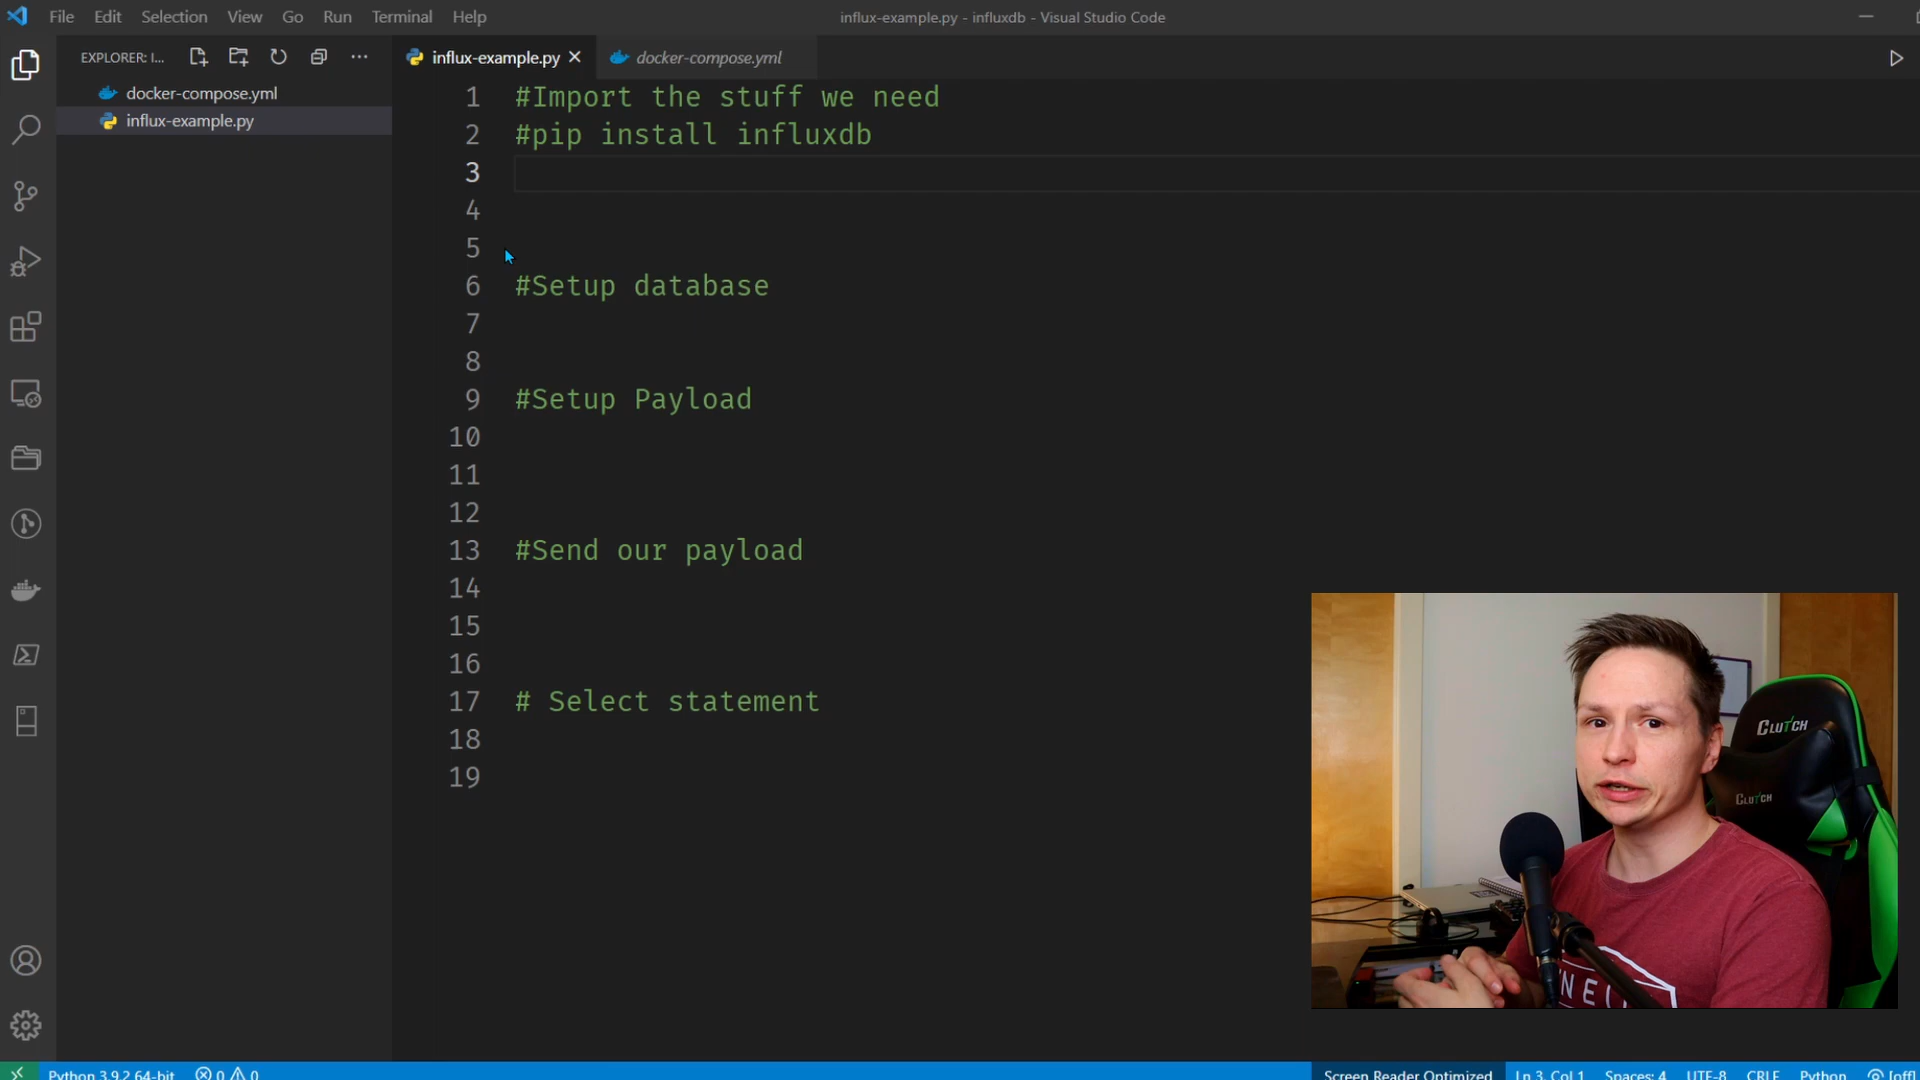 File Edit Selection View Go Run Terminal Help
influx-example.py - influxdb - Visual Studio Code
EXPLORER: I...
docker-compose.yml
influx-example.py
influx-example.py
docker-compose.yml
1 #Import the stuff we need
2 #pip install influxdb
3
4
5
6 #Setup database
7
8
9 #Setup Payload
10
11
12
13 #Send our payload
14
15
16
17 # Select statement
18
19
CLUTCH
CLUTCH
Python 3.9.2 64-bit 0 0
Screen Reader Optimized Ln 3, Col 1 Spaces: 4 UTF-8 CRLF Python [off]